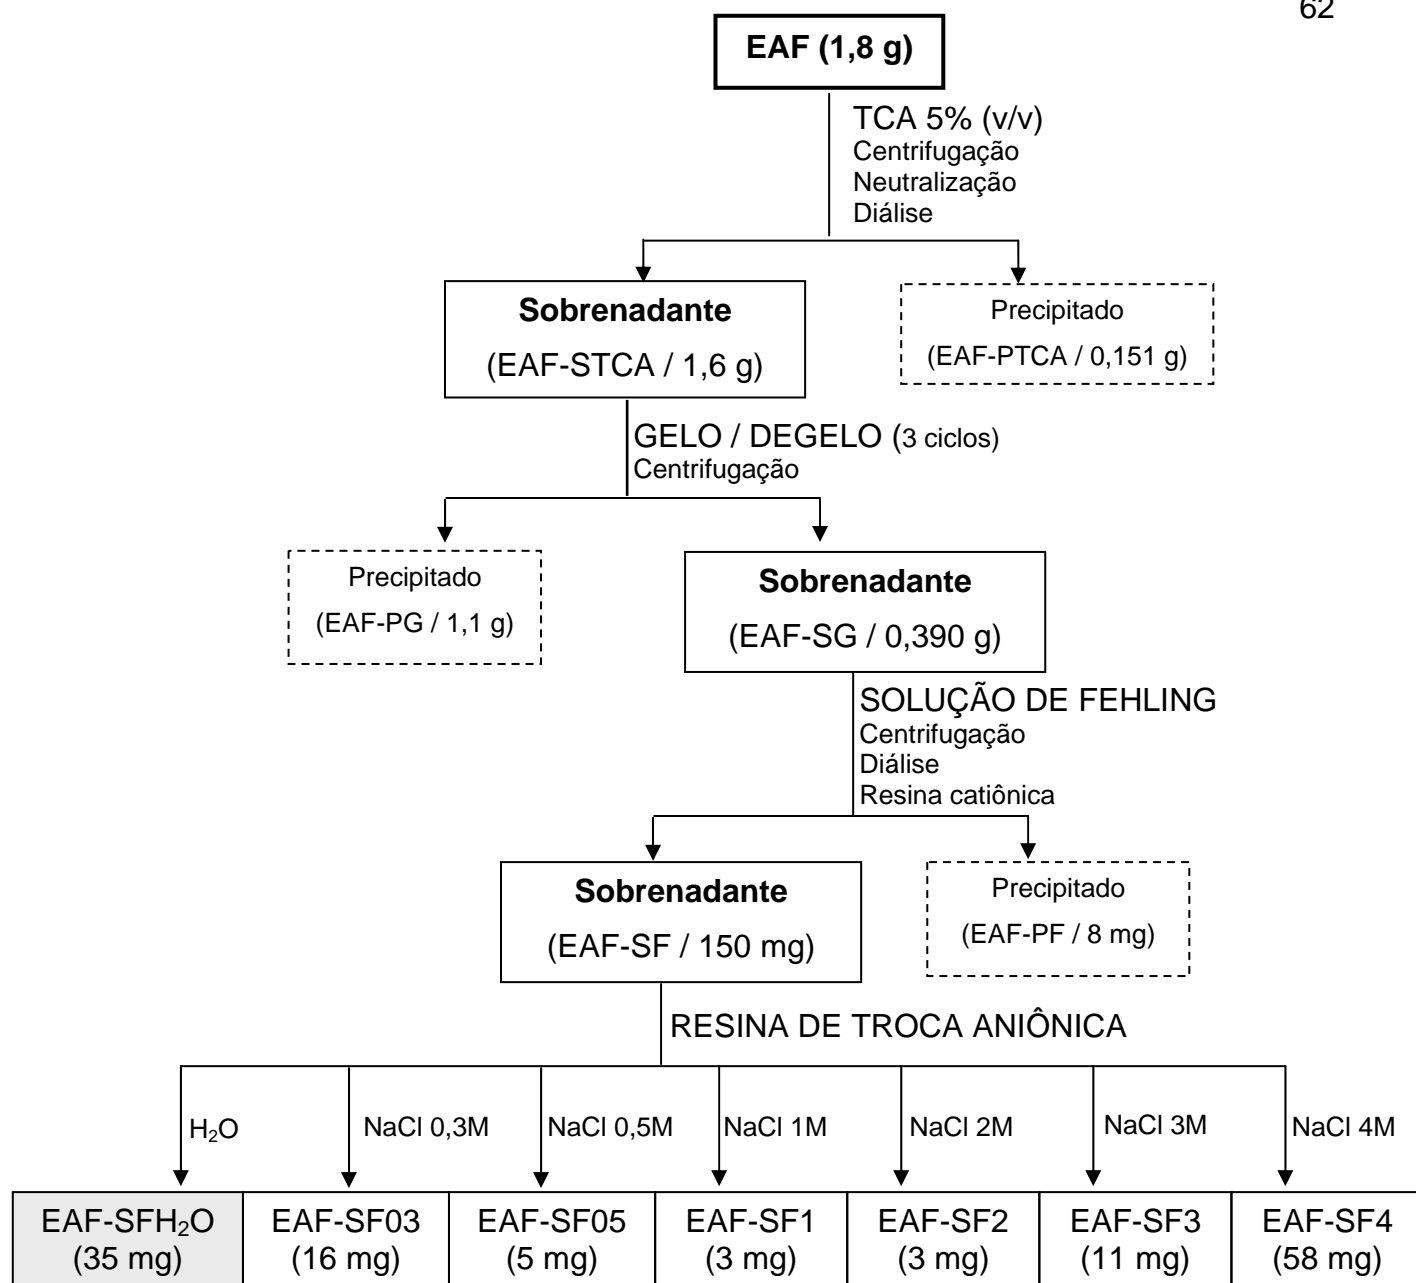 62
EAF (1,8 g)
TCA 5% (v/v)
Centrifugação
Neutralização
Diálise
Sobrenadante
(EAF-STCA / 1,6 g)
Precipitado
(EAF-PTCA / 0,151 g)
GELO / DEGELO (3 ciclos)
Centrifugação
Precipitado
(EAF-PG / 1,1 g)
Sobrenadante
(EAF-SG / 0,390 g)
SOLUÇÃO DE FEHLING
Centrifugação
Diálise
Resina catiônica
Sobrenadante
(EAF-SF / 150 mg)
Precipitado
(EAF-PF / 8 mg)
RESINA DE TROCA ANIÔNICA
H₂O
NaCl 0,3M
NaCl 0,5M
NaCl 1M
NaCl 2M
NaCl 3M
NaCl 4M
EAF-SFH₂O
(35 mg)
EAF-SF03
(16 mg)
EAF-SF05
(5 mg)
EAF-SF1
(3 mg)
EAF-SF2
(3 mg)
EAF-SF3
(11 mg)
EAF-SF4
(58 mg)